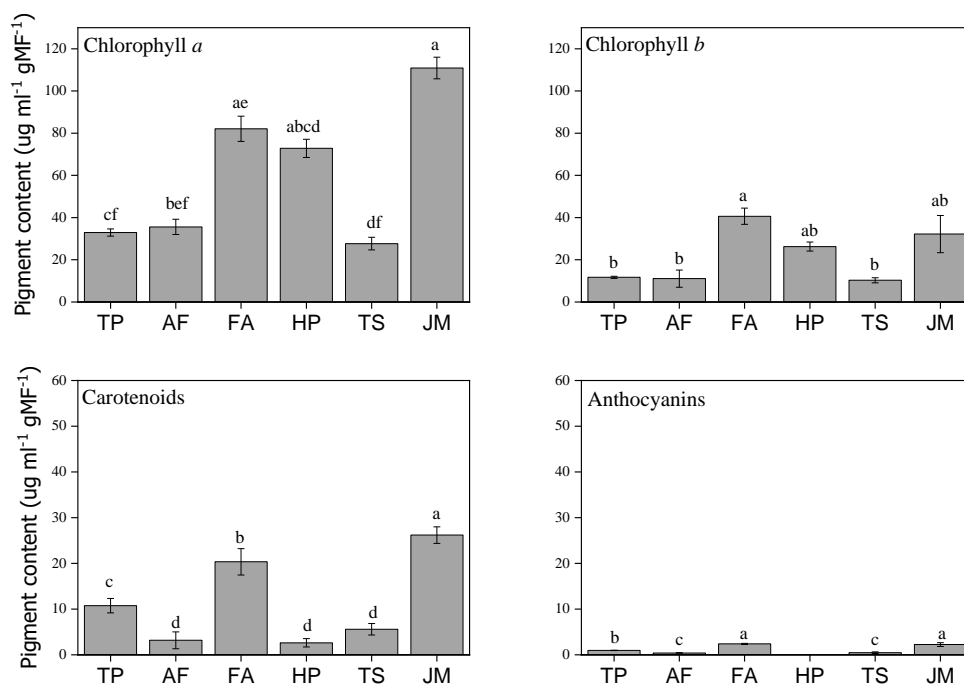 Chlorophyll a
Pigment content (ug ml-1 gMF-1)
120
100
80
60
40
20
0
cf
bef
ae
abcd
df
a
TP AF FA HP TS JM
Chlorophyll b
120
100
80
60
40
20
0
b
b
a
ab
b
ab
TP AF FA HP TS JM
Carotenoids
Pigment content (ug ml-1 gMF-1)
60
50
40
30
20
10
0
c
d
b
d
d
a
TP AF FA HP TS JM
Anthocyanins
60
50
40
30
20
10
0
b
c
a
c
a
TP AF FA HP TS JM